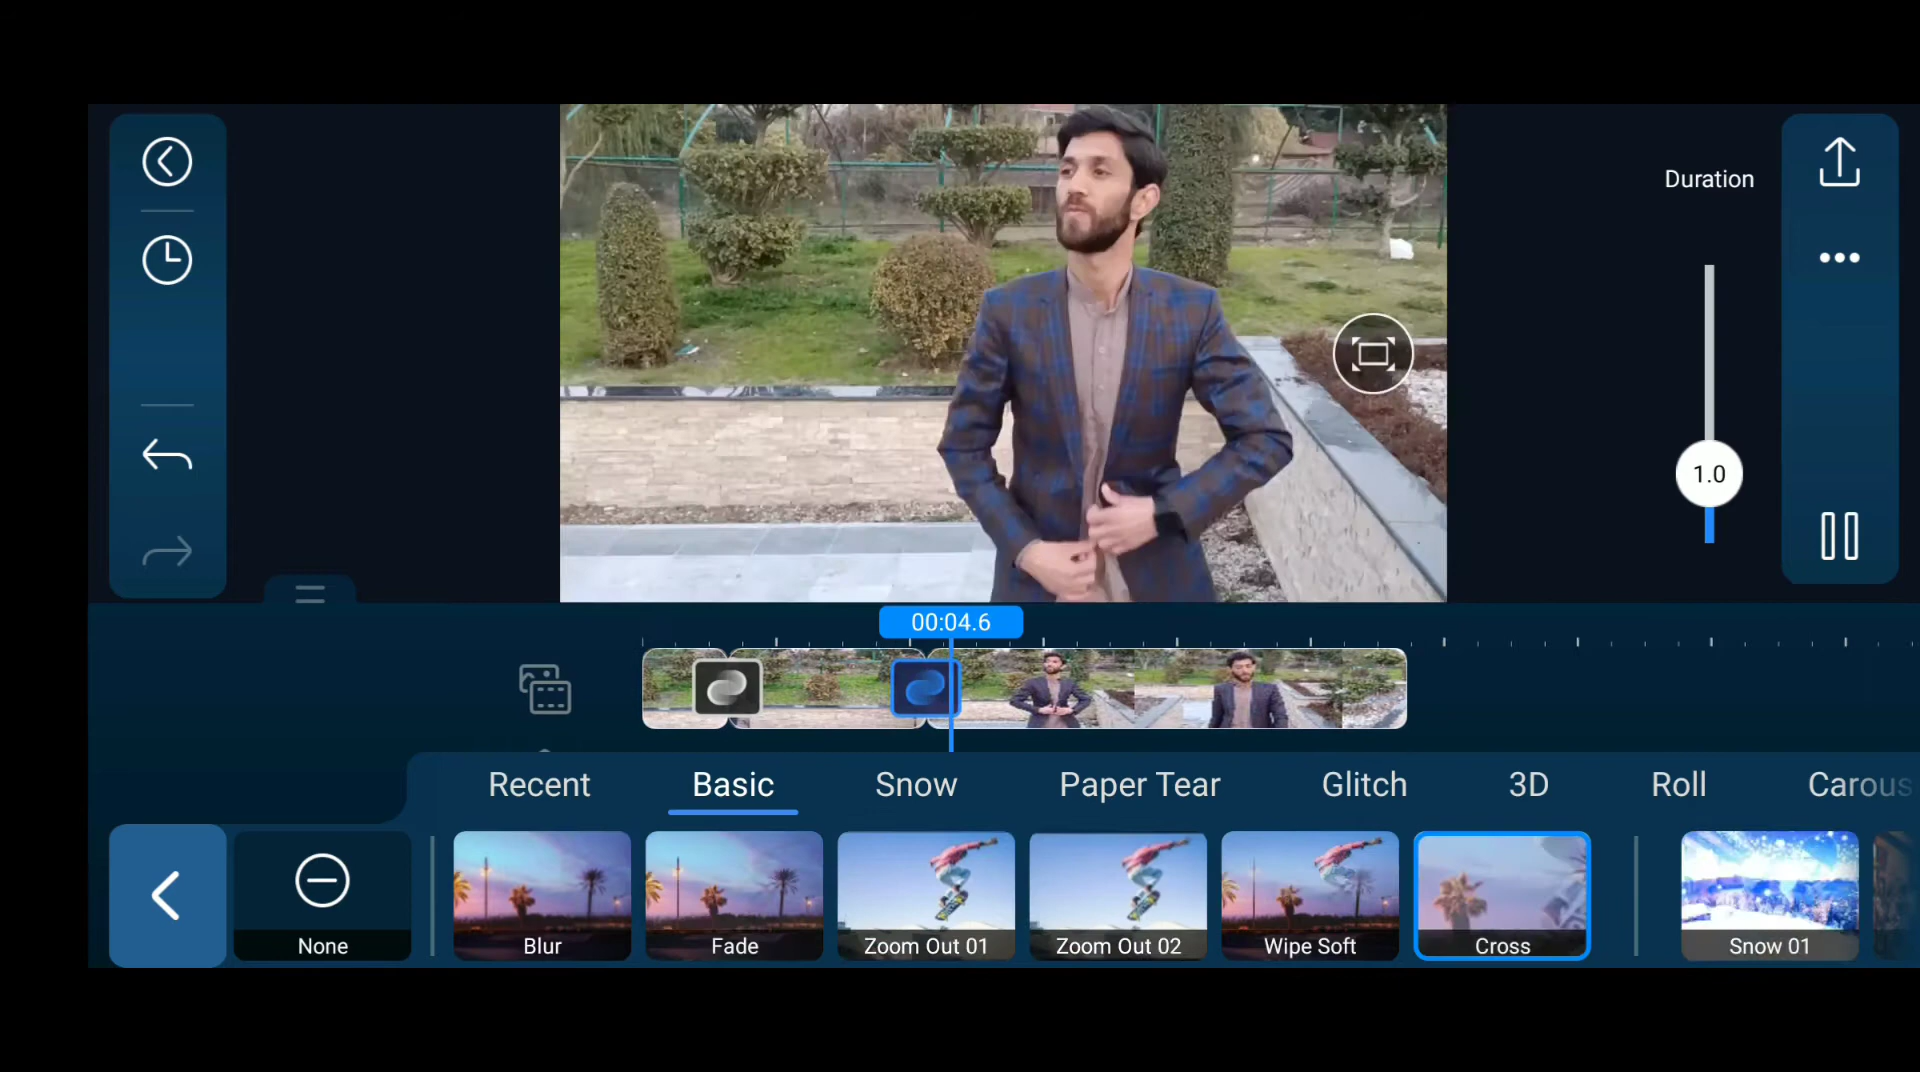 Duration
1.0
00:04.6
Recent
Basic
Snow
Paper Tear
Glitch
3D
Roll
Carous
None
Blur
Fade
Zoom Out 01
Zoom Out 02
Wipe Soft
Cross
Snow 01